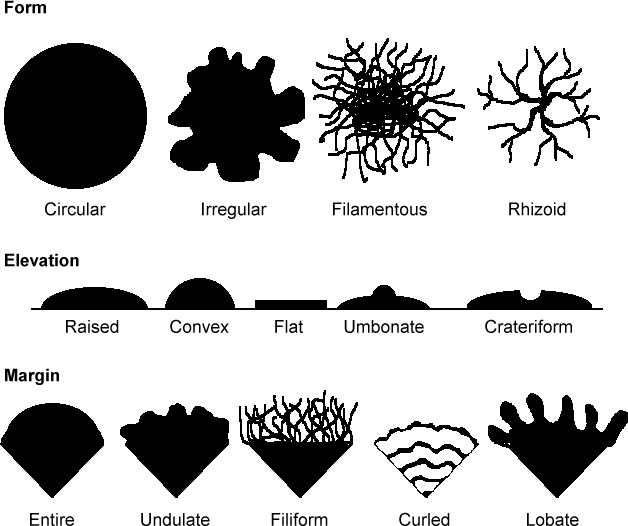 Form
Circular Irregular Filamentous Rhizoid
Elevation
Raised Convex Flat Umbonate Crateriform
Margin
Entire Undulate Filiform Curled Lobate